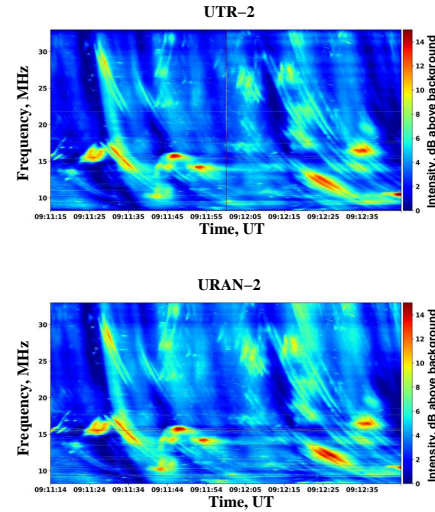 UTR−2
Frequency, MHz
30
25
20
15
10
09:11:15 09:11:25 09:11:35 09:11:45 09:11:55 09:12:05 09:12:15 09:12:25 09:12:35
Time, UT
14
12
10
8
6
4
2
0
Intensity, dB above background
URAN−2
Frequency, MHz
30
25
20
15
10
09:11:14 09:11:24 09:11:34 09:11:44 09:11:54 09:12:05 09:12:15 09:12:25 09:12:35
Time, UT
14
12
10
8
6
4
2
0
Intensity, dB above background